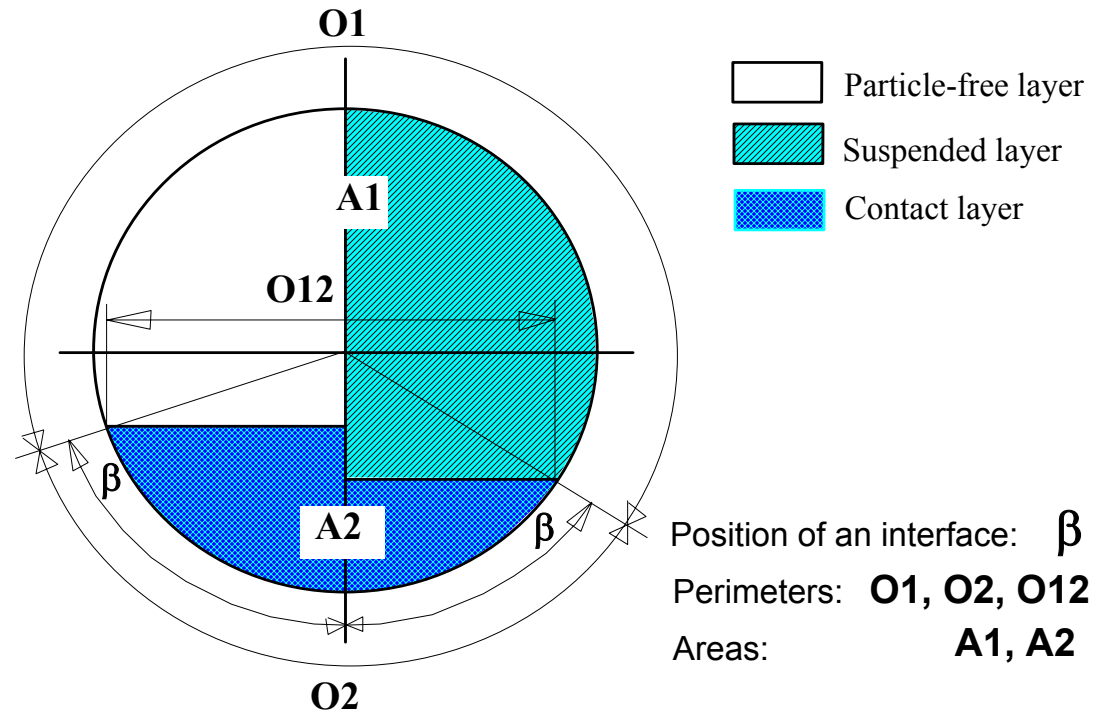 O1
Particle-free layer
Suspended layer
A1
Contact layer
O12
β
β
A2
Position of an interface: β
Perimeters: O1, O2, O12
Areas: A1, A2
O2